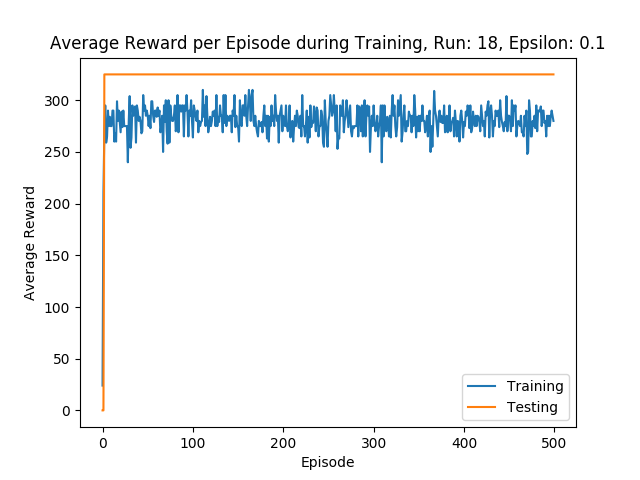 Average Reward per Episode during Training, Run: 18, Epsilon: 0.1
Average Reward
300
250
200
150
100
50
0
0 100 200 300 400 500
Episode
Training
Testing